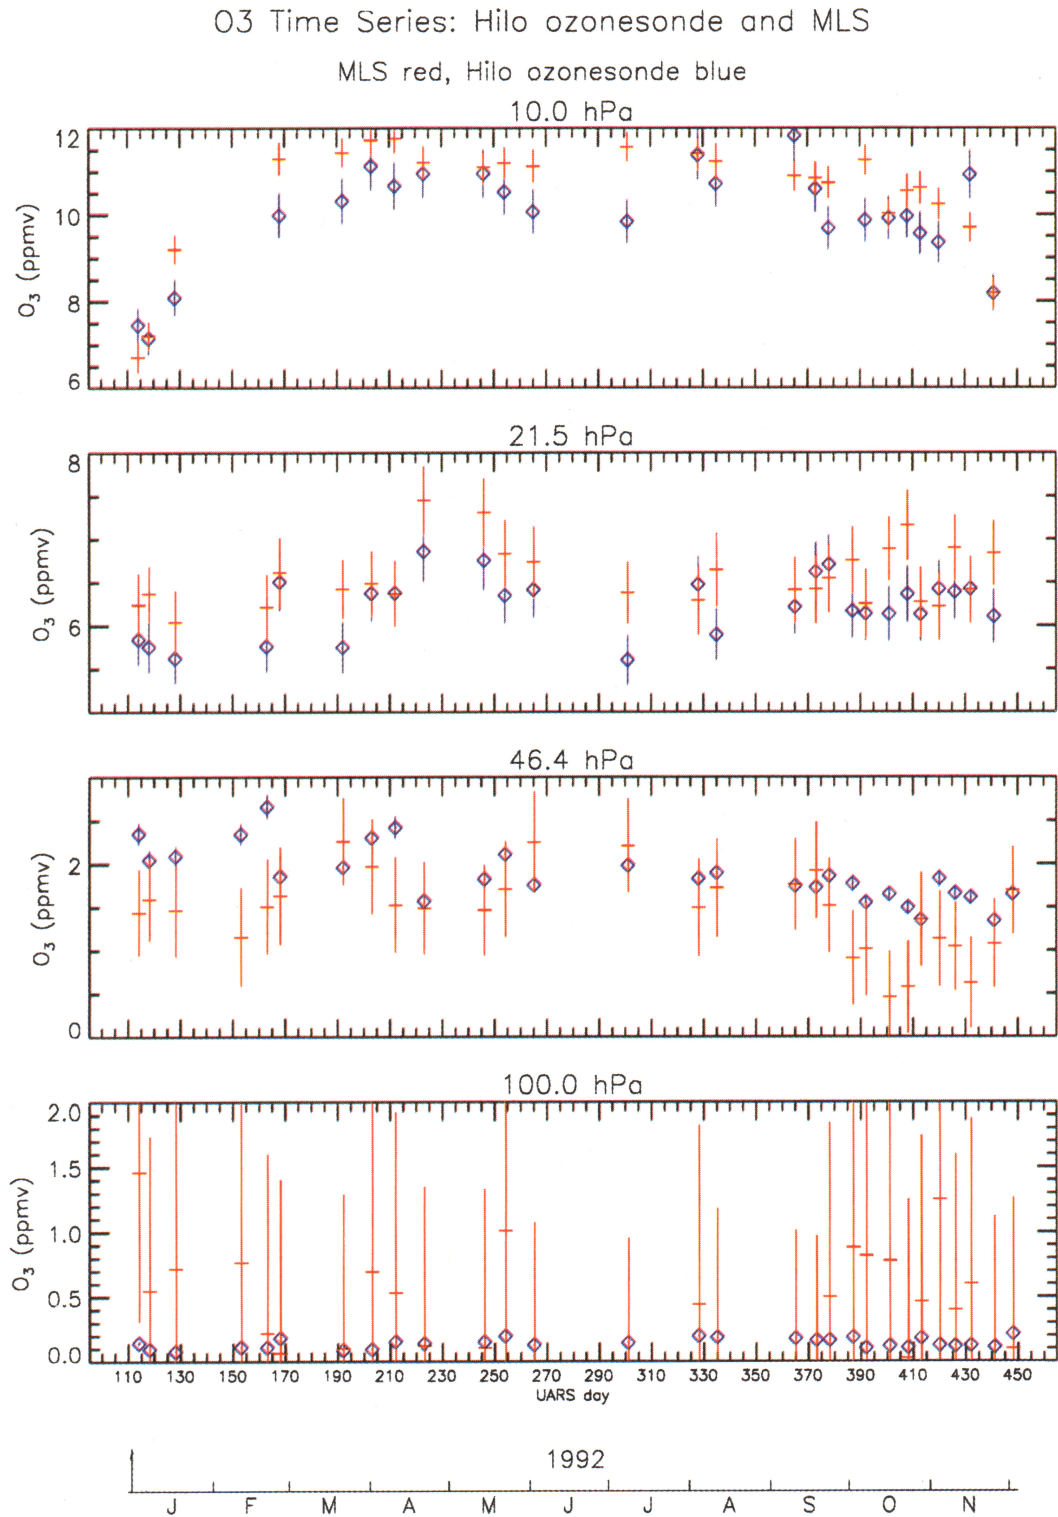 O3 Time Series: Hilo ozonesonde and MLS
MLS red, Hilo ozonesonde blue
10.0 hPa
12
10
8
6
O3 (ppmv)
21.5 hPa
8
6
O3 (ppmv)
46.4 hPa
2
0
O3 (ppmv)
100.0 hPa
2.0
1.5
1.0
0.5
0.0
O3 (ppmv)
110 130 150 170 190 210 230 250 270 290 310 330 350 370 390 410 430 450
UARS day
1992
J F M A M J J A S O N